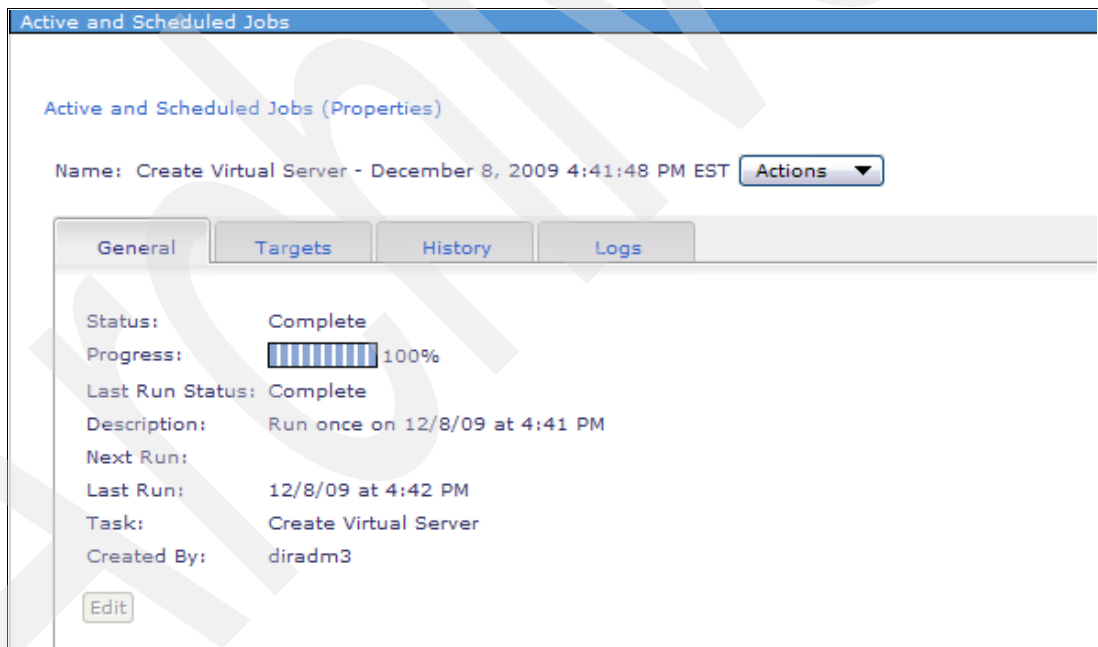 Active and Scheduled Jobs
Active and Scheduled Jobs (Properties)
Name: Create Virtual Server - December 8, 2009 4:41:48 PM EST Actions
General Targets History Logs
Status: Complete
Progress: 100%
Last Run Status: Complete
Description: Run once on 12/8/09 at 4:41 PM
Next Run:
Last Run: 12/8/09 at 4:42 PM
Task: Create Virtual Server
Created By: diradm3
Edit